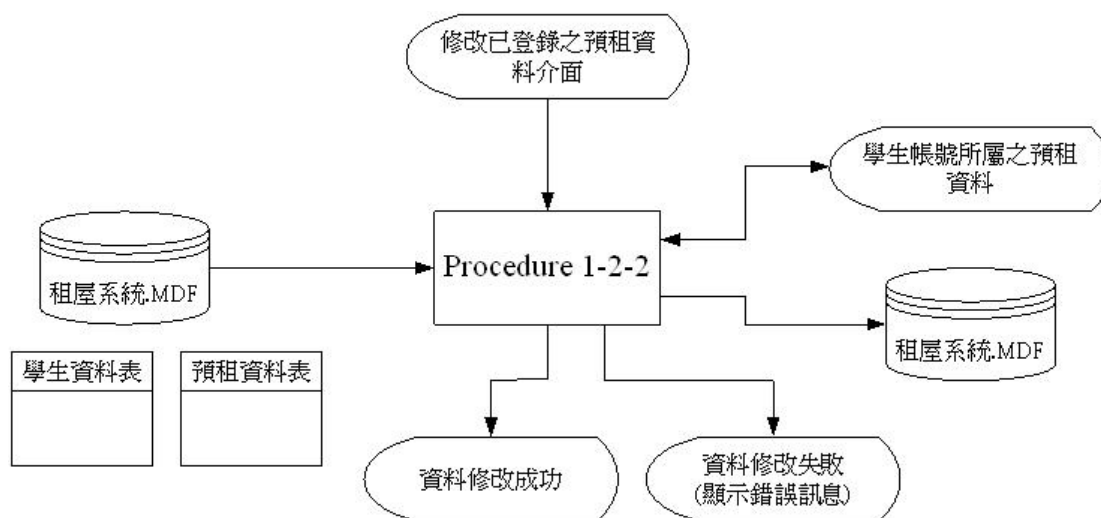 修改已登錄之預租資
料介面
學生帳號所屬之預租
資料
Procedure 1-2-2
租屋系統.MDF
租屋系統.MDF
學生資料表
預租資料表
資料修改成功
資料修改失敗
(顯示錯誤訊息)